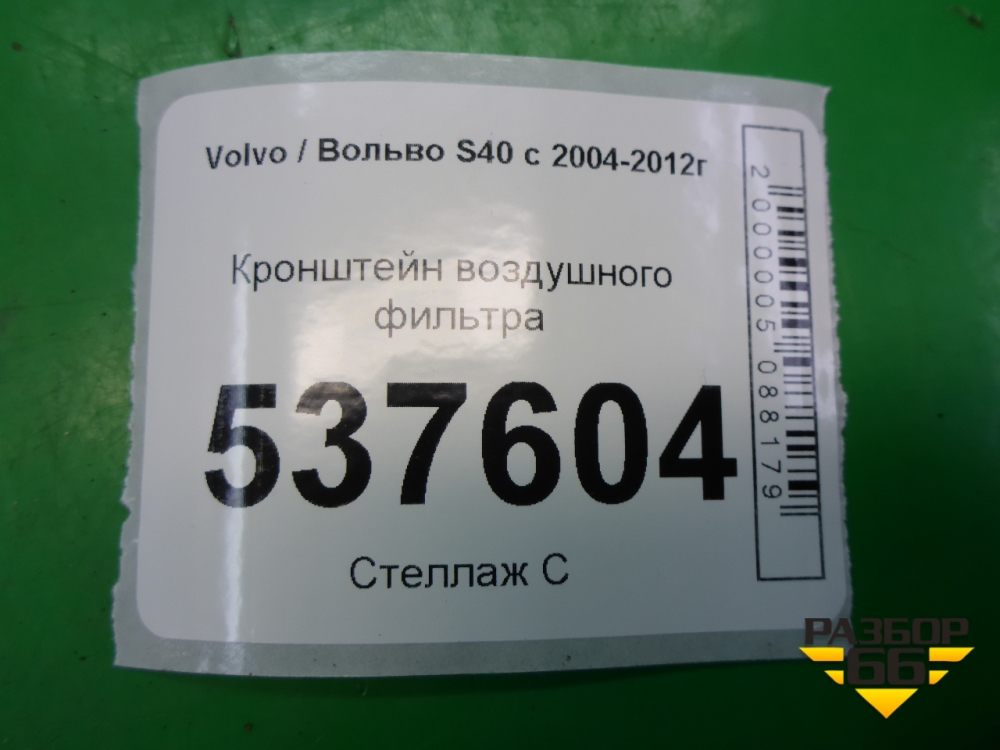 Volvo / Вольво S40 с 2004-2012г
Кронштейн воздушного
фильтра
537604
Стеллаж С
2000005088179
РАЗБОР
66